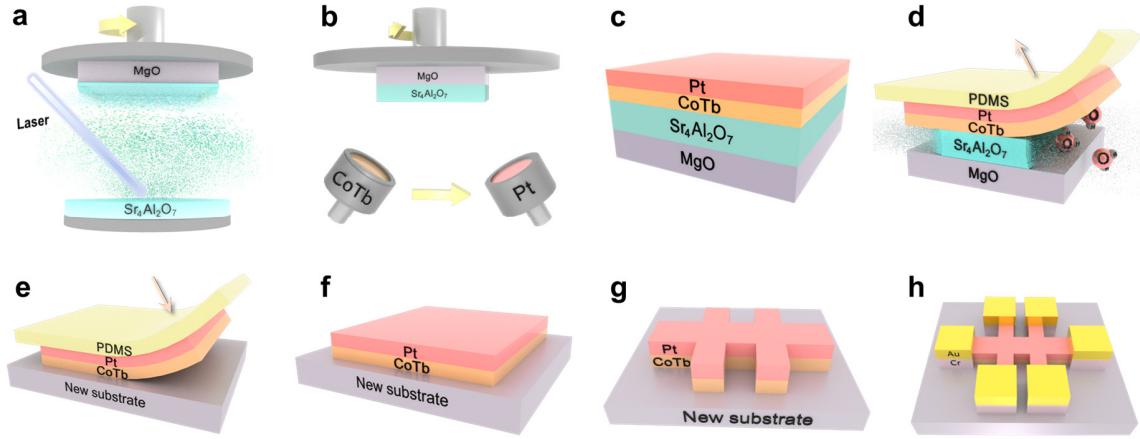 a
MgO
Laser
Sr₄Al₂O₇
b
MgO
Sr₄Al₂O₇
CoTb
Pt
c
Pt
CoTb
Sr₄Al₂O₇
MgO
d
PDMS
Pt
CoTb
Sr₄Al₂O₇
MgO
e
PDMS
Pt
CoTb
New substrate
f
Pt
CoTb
New substrate
g
Pt
CoTb
New substrate
h
Au
Cr